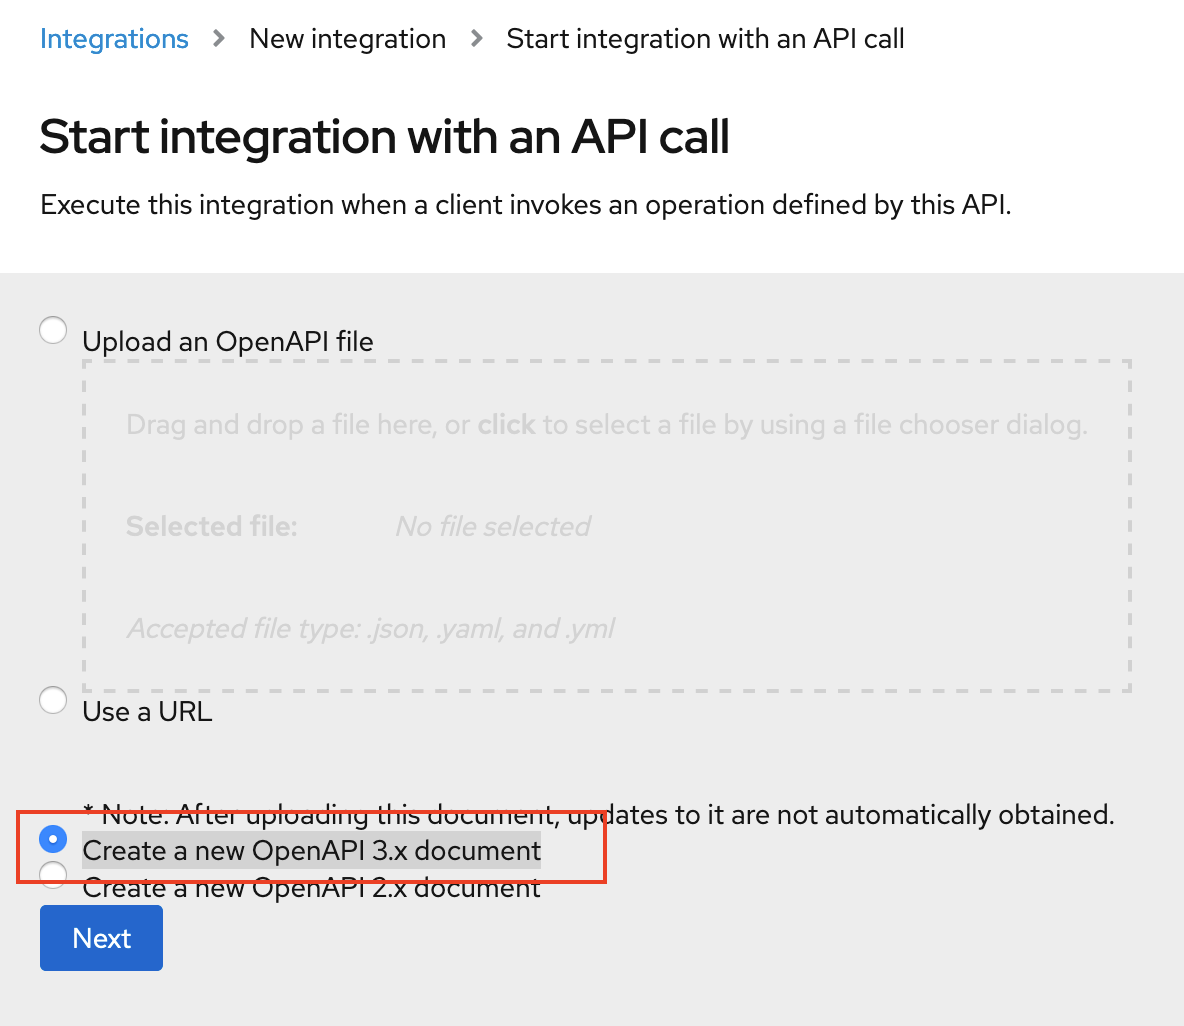 Integrations > New integration > Start integration with an API call
Start integration with an API call
Execute this integration when a client invokes an operation defined by this API.
Upload an OpenAPI file
Drag and drop a file here, or click to select a file by using a file chooser dialog.
Selected file: No file selected
Accepted file type: .json, .yaml, and .yml
Use a URL
* Note: After uploading this document, updates to it are not automatically obtained.
Create a new OpenAPI 3.x document
Create a new OpenAPI 2.x document
Next